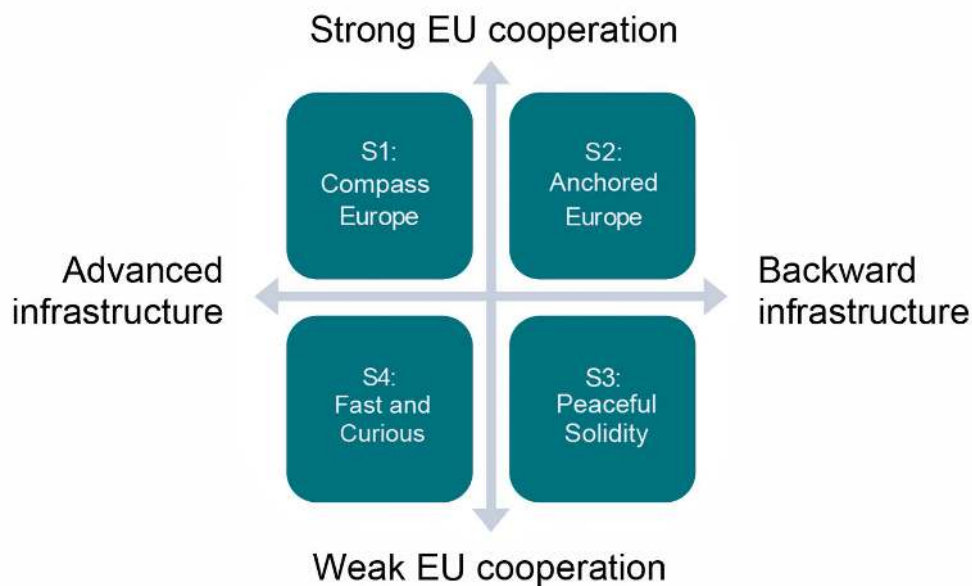 Strong EU cooperation
S1:
Compass
Europe
S2:
Anchored
Europe
Advanced
infrastructure
Backward
infrastructure
S4:
Fast and
Curious
S3:
Peaceful
Solidity
Weak EU cooperation